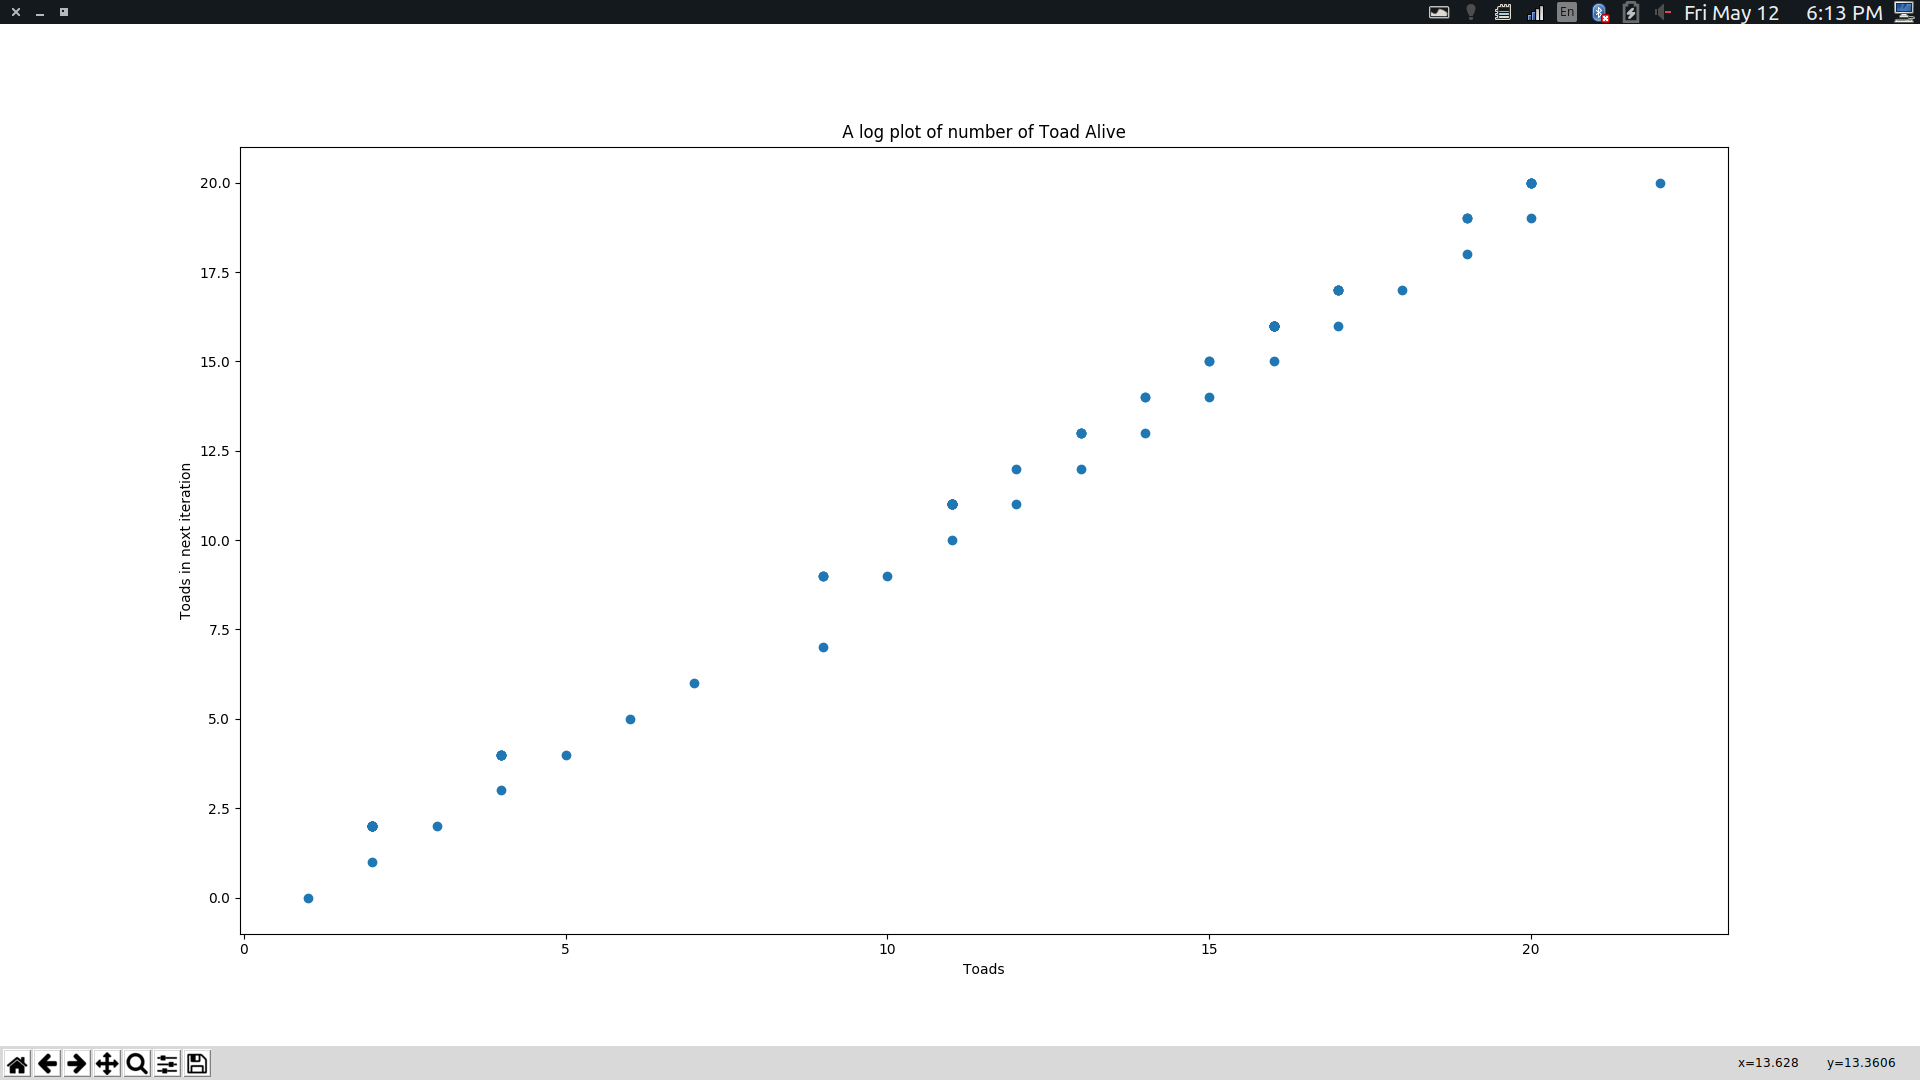 En Fri May 12 6:13 PM
A log plot of number of Toad Alive
20.0
17.5
15.0
12.5
10.0
7.5
5.0
2.5
0.0
Toads in next iteration
0 5 10 15 20
Toads
x=13.628 y=13.3606